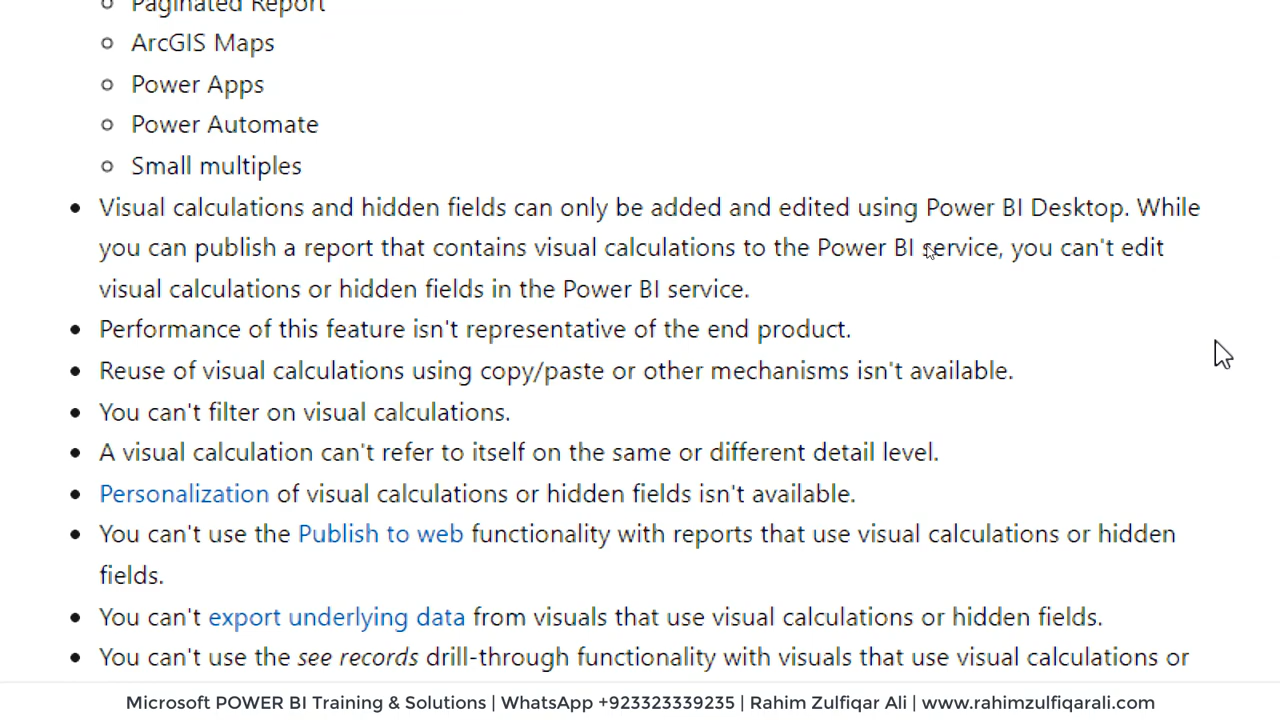 Paginated Report
ArcGIS Maps
Power Apps
Power Automate
Small multiples
Visual calculations and hidden fields can only be added and edited using Power BI Desktop. While
you can publish a report that contains visual calculations to the Power BI service, you can't edit
visual calculations or hidden fields in the Power BI service.
Performance of this feature isn't representative of the end product.
Reuse of visual calculations using copy/paste or other mechanisms isn't available.
You can't filter on visual calculations.
A visual calculation can't refer to itself on the same or different detail level.
Personalization of visual calculations or hidden fields isn't available.
You can't use the Publish to web functionality with reports that use visual calculations or hidden
fields.
You can't export underlying data from visuals that use visual calculations or hidden fields.
You can't use the see records drill-through functionality with visuals that use visual calculations or
Microsoft POWER BI Training & Solutions | WhatsApp +923323339235 | Rahim Zulfiqar Ali | www.rahimzulfiqarali.com